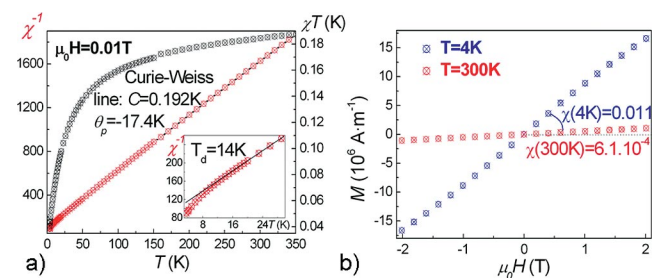 χ⁻¹
χT (K)
μ₀H=0.01T
Curie-Weiss
line: C=0.192K
θp=-17.4K
1600
1200
800
400
0.18
0.16
0.14
0.12
0.10
0.08
0.06
0.04
χ⁻¹
T_d=14K
240
200
160
120
80
8
16
24T(K)
0 50 100 150 200 250 300 350
T (K)
a)
T=4K
T=300K
χ(4K)=0.011
χ(300K)=6.1.10⁻⁴
M (10⁶ A·m⁻¹)
15
10
5
0
-5
-10
-15
-2 -1 0 1 2
μ₀H (T)
b)